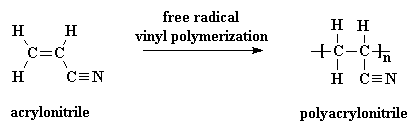 free radical
vinyl polymerization
H H
C=C
H C≡N
acrylonitrile
H H
-[C-C-]n
H C≡N
polyacrylonitrile